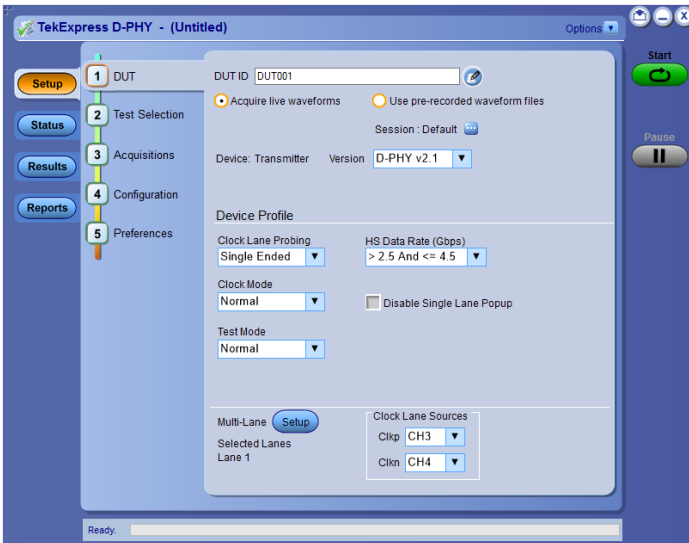 TekExpress D-PHY - (Untitled)
Options
Start
Pause
Setup
Status
Results
Reports
1 DUT
2 Test Selection
3 Acquisitions
4 Configuration
5 Preferences
DUT ID DUT001
Acquire live waveforms Use pre-recorded waveform files
Session : Default
Device: Transmitter Version D-PHY v2.1
Device Profile
Clock Lane Probing HS Data Rate (Gbps)
Single Ended > 2.5 And <= 4.5
Clock Mode
Normal Disable Single Lane Popup
Test Mode
Normal
Multi-Lane Setup Clock Lane Sources
Selected Lanes Clkp CH3
Lane 1 Clkn CH4
Ready.